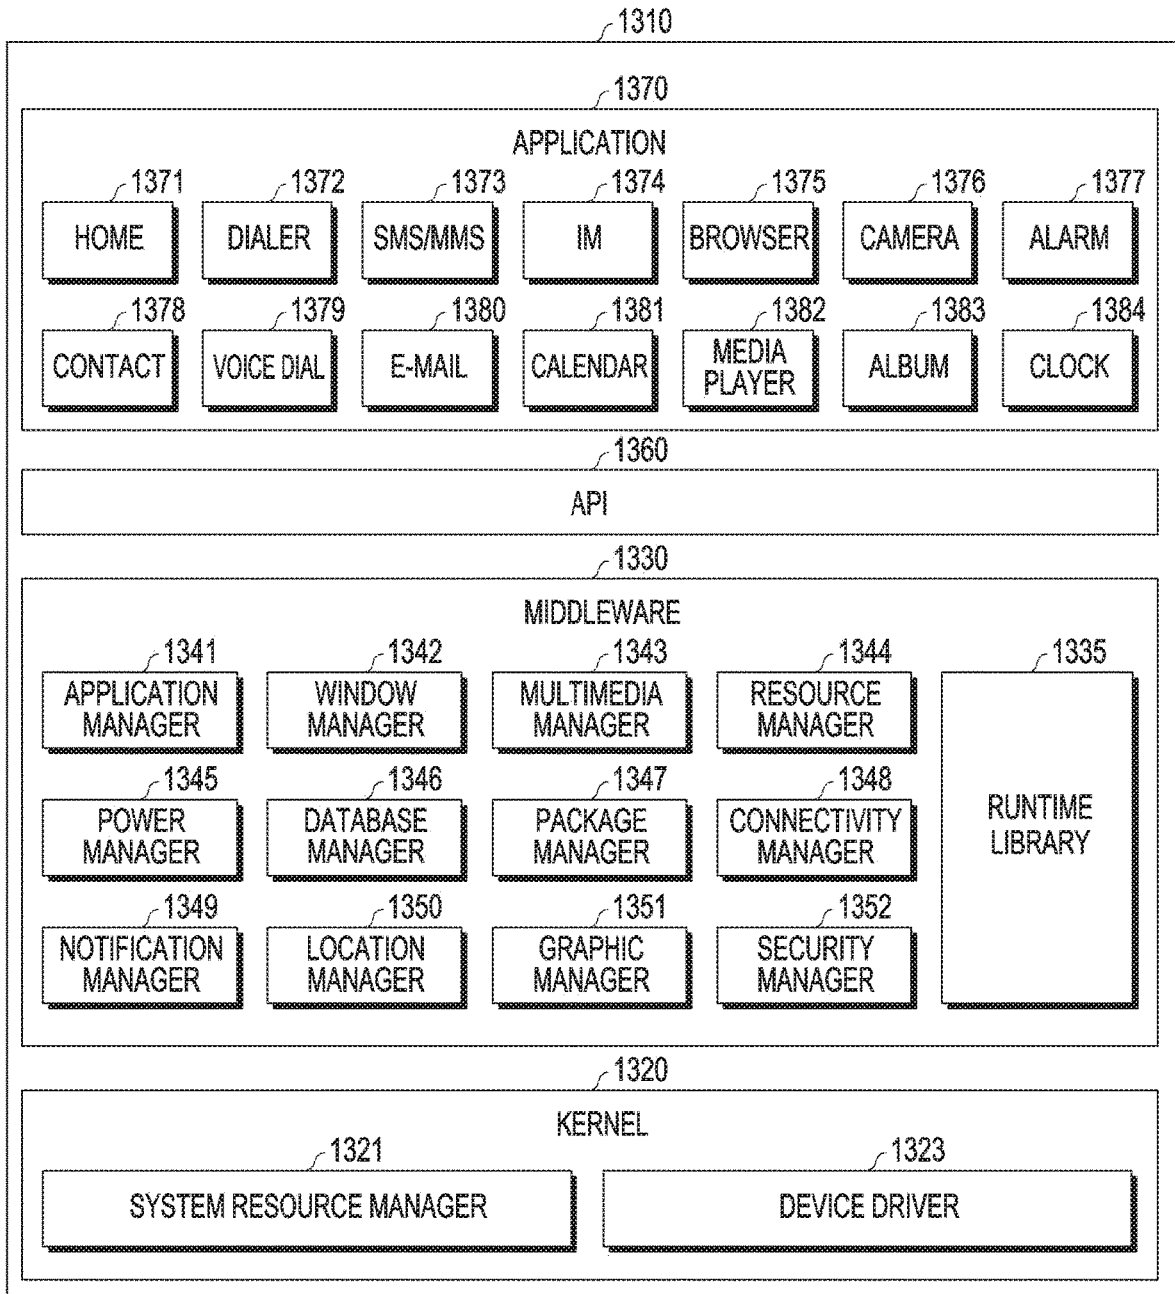 1310
1370
APPLICATION
1371 1372 1373 1374 1375 1376 1377
HOME DIALER SMS/MMS IM BROWSER CAMERA ALARM
1378 1379 1380 1381 1382 1383 1384
CONTACT VOICE DIAL E-MAIL CALENDAR MEDIA PLAYER ALBUM CLOCK
1360
API
1330
MIDDLEWARE
1341 1342 1343 1344 1335
APPLICATION MANAGER WINDOW MANAGER MULTIMEDIA MANAGER RESOURCE MANAGER
1345 1346 1347 1348
POWER MANAGER DATABASE MANAGER PACKAGE MANAGER CONNECTIVITY MANAGER RUNTIME LIBRARY
1349 1350 1351 1352
NOTIFICATION MANAGER LOCATION MANAGER GRAPHIC MANAGER SECURITY MANAGER
1320
KERNEL
1321 1323
SYSTEM RESOURCE MANAGER DEVICE DRIVER